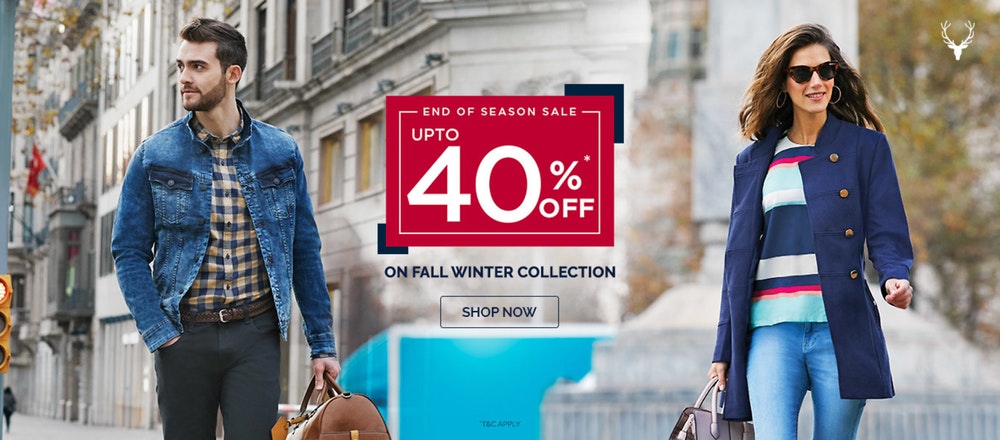 END OF SEASON SALE
UPTO
40%*
OFF
ON FALL WINTER COLLECTION
SHOP NOW
*T&C APPLY